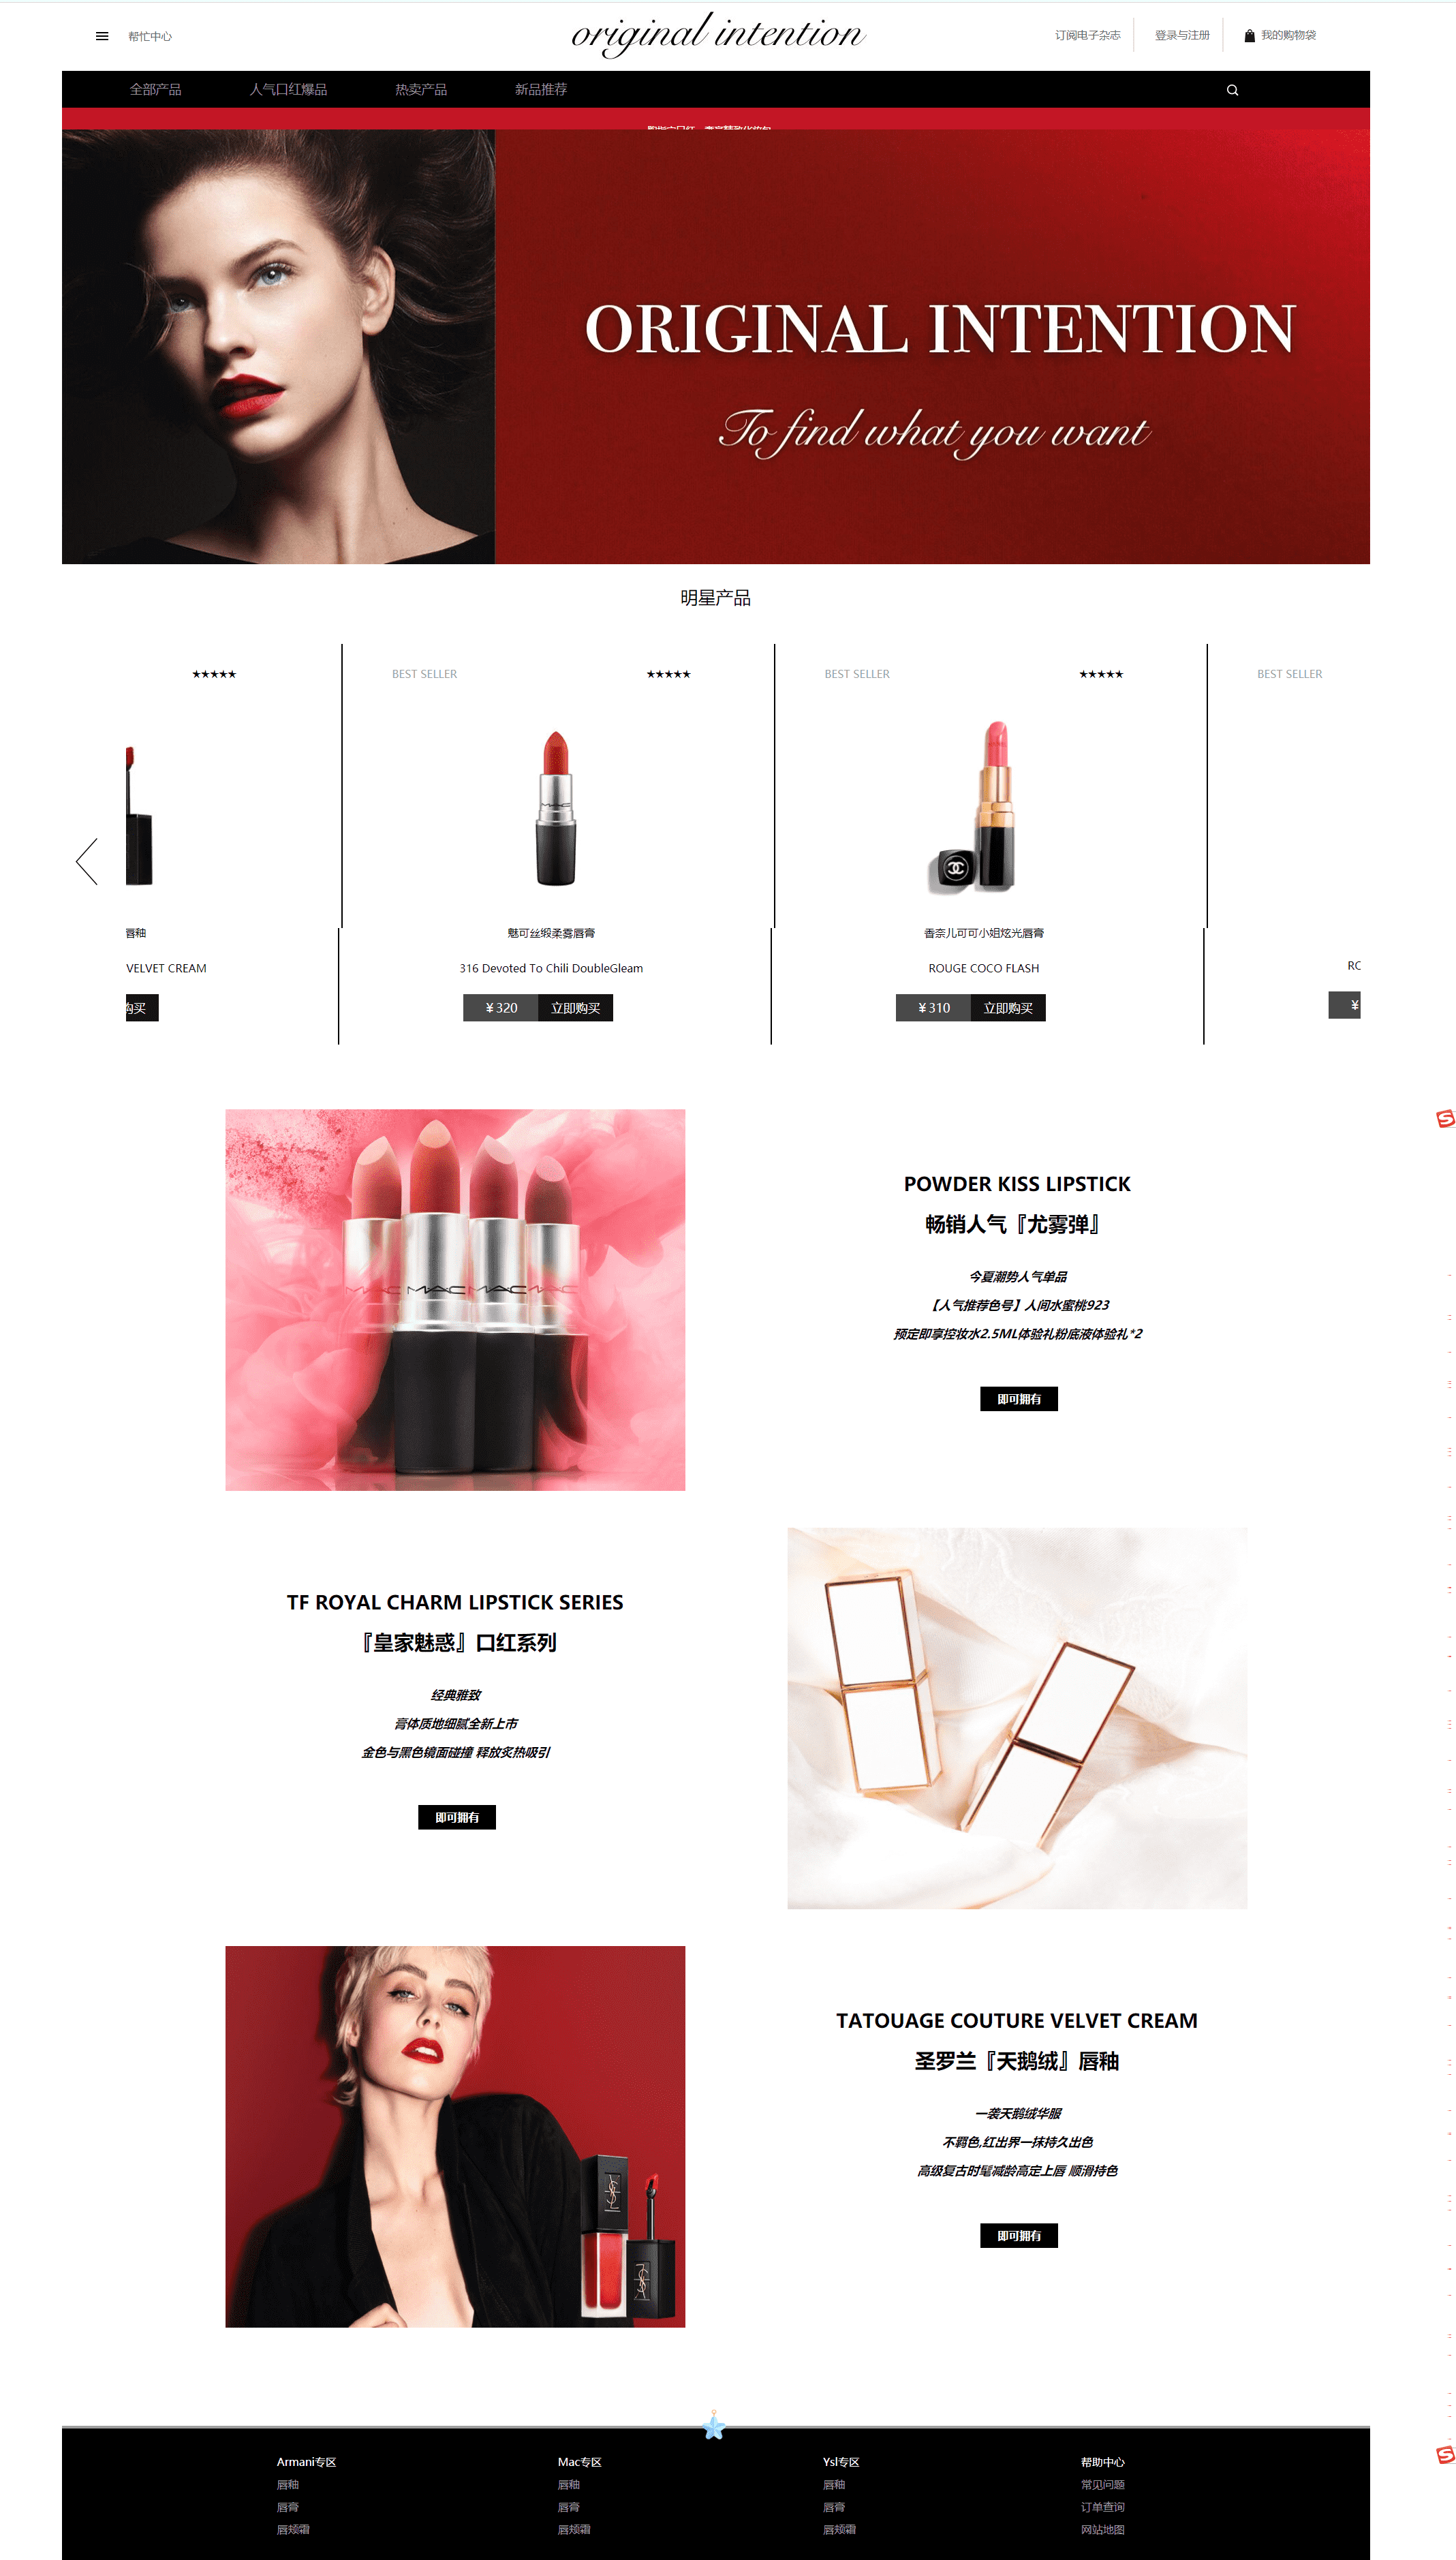 帮忙中心
original intention
订阅电子杂志
登录与注册
我的购物袋
全部产品
人气口红爆品
热卖产品
新品推荐
ORIGINAL INTENTION
To find what you want
明星产品
★★★★★
BEST SELLER
★★★★★
BEST SELLER
★★★★★
BEST SELLER
唇釉
魅可丝缎柔雾唇膏
香奈儿可可小姐炫光唇膏
VELVET CREAM
316 Devoted To Chili DoubleGleam
ROUGE COCO FLASH
购买
￥320
立即购买
￥310
立即购买
￥
MAC MAC MAC MAC
POWDER KISS LIPSTICK
畅销人气『尤雾弹』
今夏潮势人气单品
【人气推荐色号】人间水蜜桃923
预定即享控妆水2.5ML体验礼粉底液体验礼*2
即可拥有
TF ROYAL CHARM LIPSTICK SERIES
『皇家魅惑』口红系列
经典雅致
膏体质地细腻全新上市
金色与黑色镜面碰撞 释放炙热吸引
即可拥有
TATOUAGE COUTURE VELVET CREAM
圣罗兰『天鹅绒』唇釉
一袭天鹅绒华服
不羁色,红出界一抹持久出色
高级复古时髦减龄高定上唇 顺滑持色
即可拥有
Armani专区
唇釉
唇膏
唇颊霜
Mac专区
唇釉
唇膏
唇颊霜
Ysl专区
唇釉
唇膏
唇颊霜
帮助中心
常见问题
订单查询
网站地图